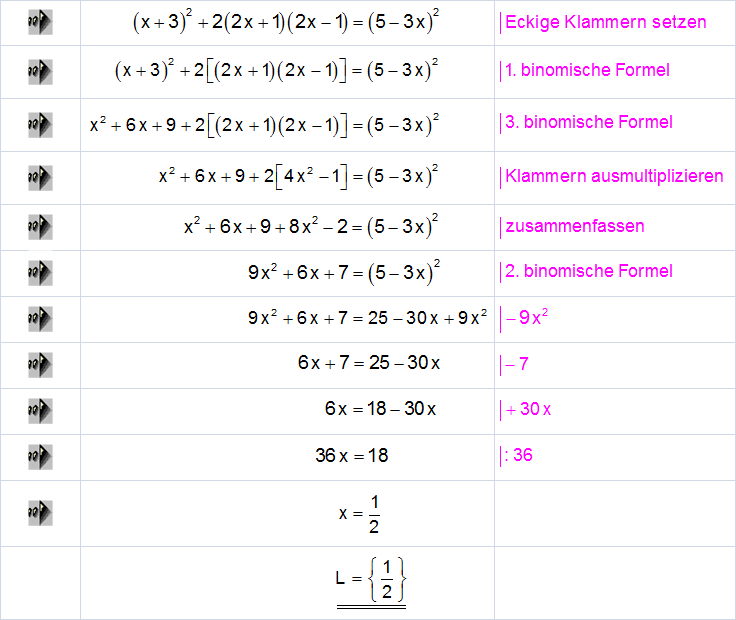 (x+3)² + 2(2x+1)(2x−1) = (5−3x)² |Eckige Klammern setzen
(x+3)² + 2[(2x+1)(2x−1)] = (5−3x)² |1. binomische Formel
x² + 6x + 9 + 2[(2x+1)(2x−1)] = (5−3x)² |3. binomische Formel
x² + 6x + 9 + 2[4x² − 1] = (5−3x)² |Klammern ausmultiplizieren
x² + 6x + 9 + 8x² − 2 = (5−3x)² |zusammenfassen
9x² + 6x + 7 = (5−3x)² |2. binomische Formel
9x² + 6x + 7 = 25 − 30x + 9x² |− 9x²
6x + 7 = 25 − 30x |− 7
6x = 18 − 30x |+ 30x
36x = 18 |: 36
x = 1/2
L = {1/2}